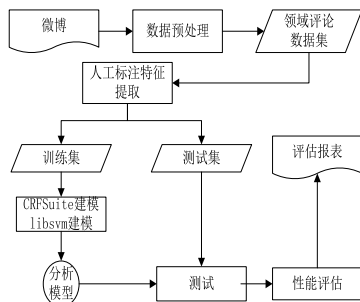 微博
数据预处理
领域评论
数据集
人工标注特征
提取
训练集
测试集
评估报表
CRFSuite建模
libsvm建模
分析
模型
测试
性能评估